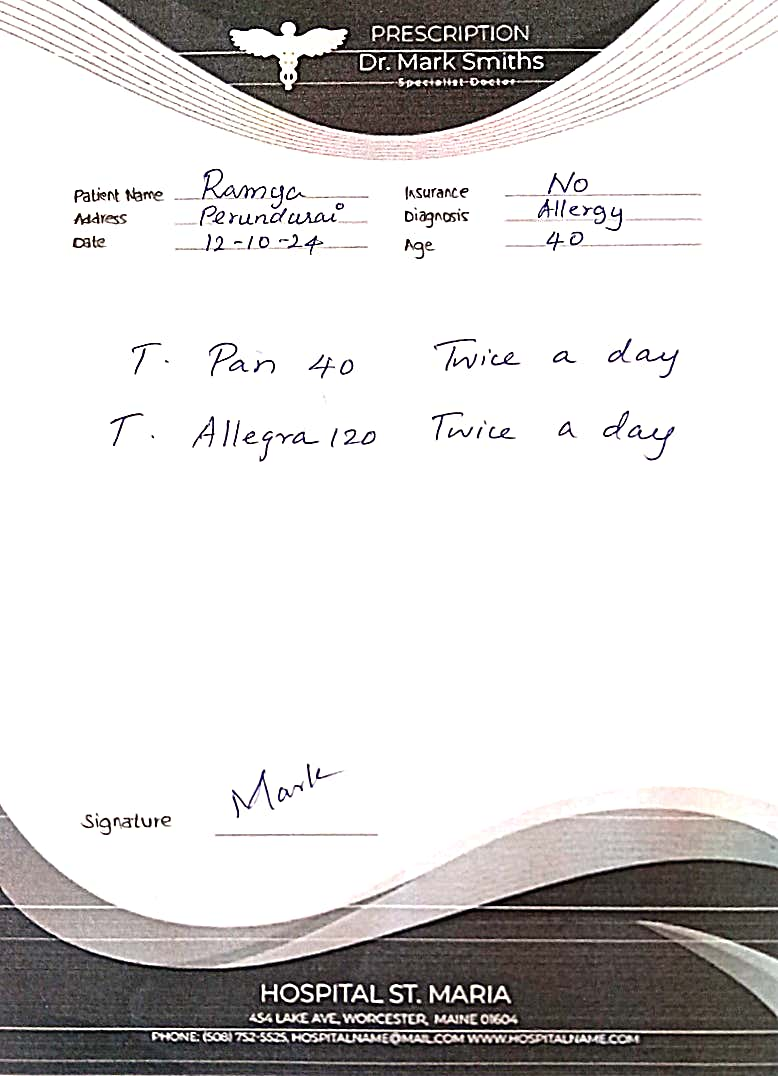 PRESCRIPTION
Dr. Mark Smiths
Specialist Doctor
Patient Name Ramya Insurance No
Address Perundurai Diagnosis Allergy
Date 12-10-24 Age 40
T. Pan 40 Twice a day
T. Allegra 120 Twice a day
Signature Mark
HOSPITAL ST. MARIA
454 LAKE AVE, WORCESTER, MAINE 01604
PHONE: (508) 752-5525, HOSPITALNAME@MAIL.COM WWW.HOSPITALNAME.COM